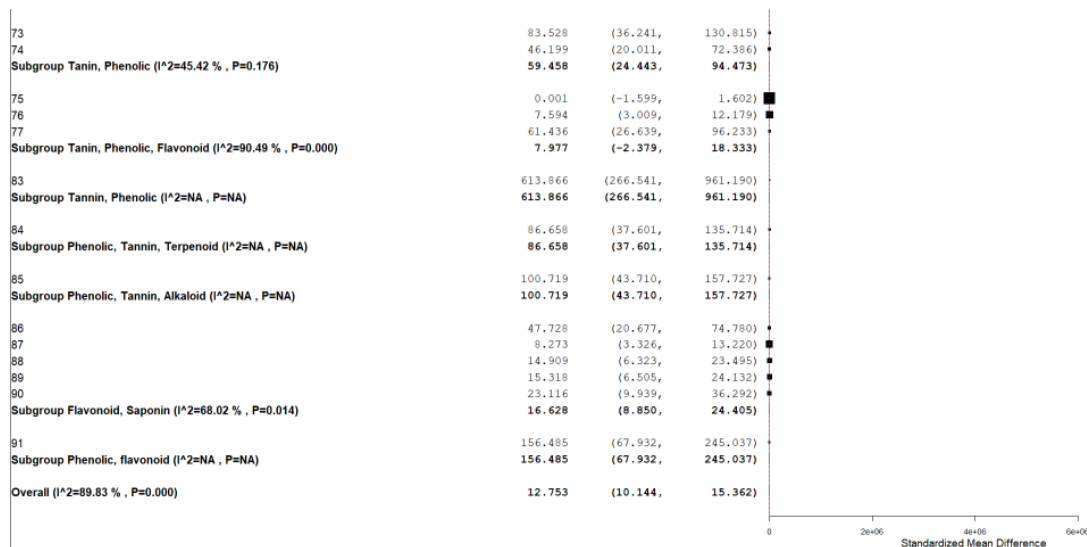 73 83.528 (36.241, 130.815)
74 46.199 (20.011, 72.386)
Subgroup Tanin, Phenolic (I^2=45.42 % , P=0.176) 59.458 (24.443, 94.473)
75 0.001 (-1.599, 1.602)
76 7.594 (3.009, 12.179)
77 61.436 (26.639, 96.233)
Subgroup Tanin, Phenolic, Flavonoid (I^2=90.49 % , P=0.000) 7.977 (-2.379, 18.333)
83 613.866 (266.541, 961.190)
Subgroup Tannin, Phenolic (I^2=NA , P=NA) 613.866 (266.541, 961.190)
84 86.658 (37.601, 135.714)
Subgroup Phenolic, Tannin, Terpenoid (I^2=NA , P=NA) 86.658 (37.601, 135.714)
85 100.719 (43.710, 157.727)
Subgroup Phenolic, Tannin, Alkaloid (I^2=NA , P=NA) 100.719 (43.710, 157.727)
86 47.728 (20.677, 74.780)
87 8.273 (3.326, 13.220)
88 14.909 (6.323, 23.495)
89 15.318 (6.505, 24.132)
90 23.116 (9.939, 36.292)
Subgroup Flavonoid, Saponin (I^2=68.02 % , P=0.014) 16.628 (8.850, 24.405)
91 156.485 (67.932, 245.037)
Subgroup Phenolic, flavonoid (I^2=NA , P=NA) 156.485 (67.932, 245.037)
Overall (I^2=89.83 % , P=0.000) 12.753 (10.144, 15.362)
0 2e+06 4e+06 6e+06
Standardized Mean Difference